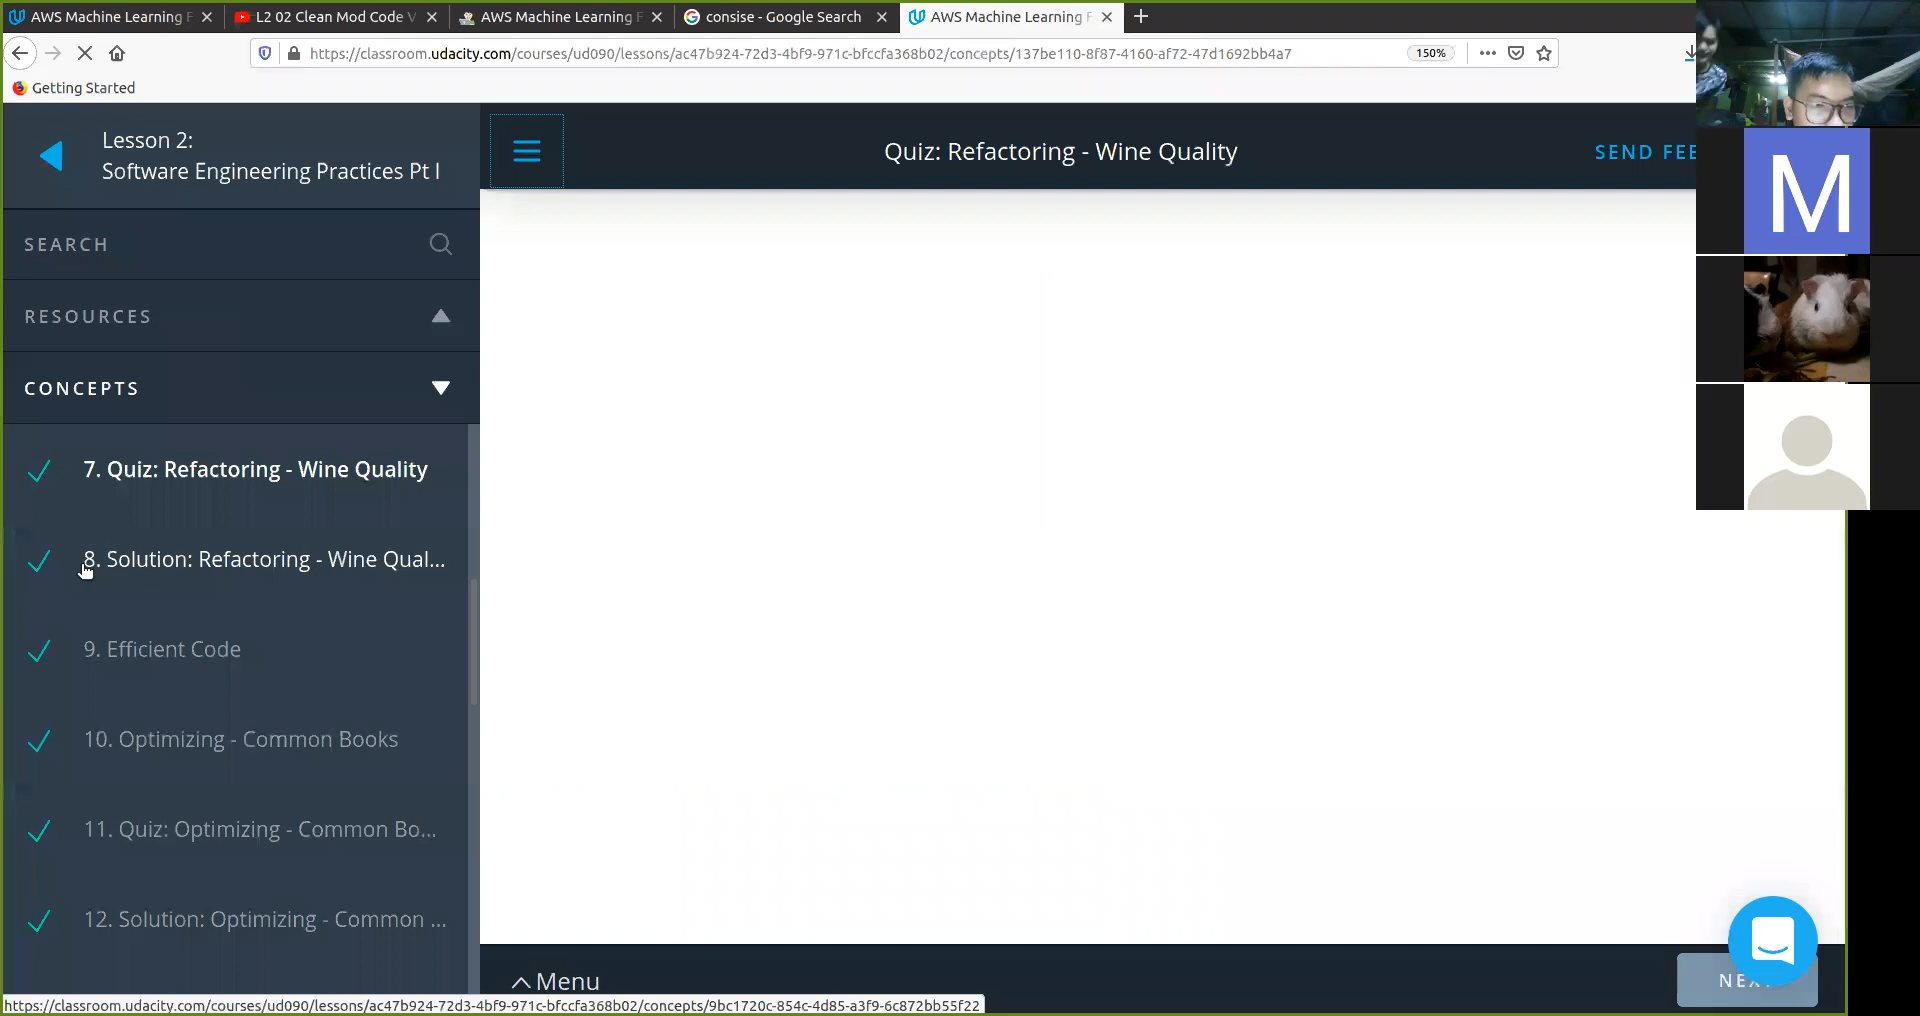 AWS Machine Learning F
L2 02 Clean Mod Code V
AWS Machine Learning F
consise - Google Search
AWS Machine Learning F
https://classroom.udacity.com/courses/ud090/lessons/ac47b924-72d3-4bf9-971c-bfccfa368b02/concepts/137be110-8f87-4160-af72-47d1692bb4a7
150%
Getting Started
Lesson 2:
Software Engineering Practices Pt I
Quiz: Refactoring - Wine Quality
SEND FEE
M
SEARCH
RESOURCES
CONCEPTS
7. Quiz: Refactoring - Wine Quality
8. Solution: Refactoring - Wine Qual...
9. Efficient Code
10. Optimizing - Common Books
11. Quiz: Optimizing - Common Bo...
12. Solution: Optimizing - Common ...
Menu
NEX
https://classroom.udacity.com/courses/ud090/lessons/ac47b924-72d3-4bf9-971c-bfccfa368b02/concepts/9bc1720c-854c-4d85-a3f9-6c872bb55f22